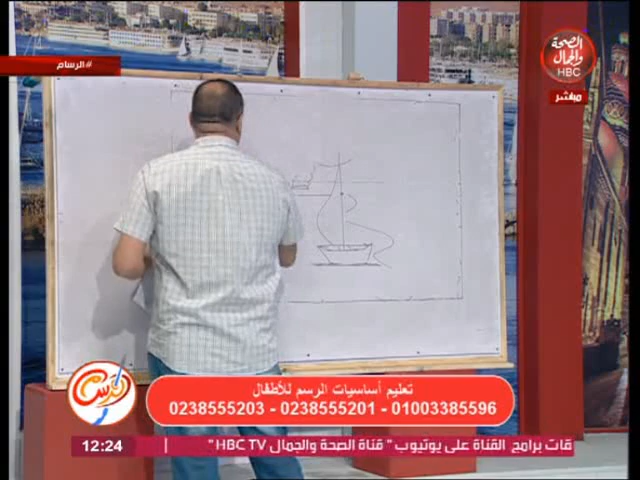 الصحة
والجمال
HBC
مباشر
#الرسام
تعليم أساسيات الرسم للأطفال
0238555203 - 0238555201 - 01003385596
12:24
قات برامج القناة على يوتيوب " قناة الصحة والجمال HBC TV"